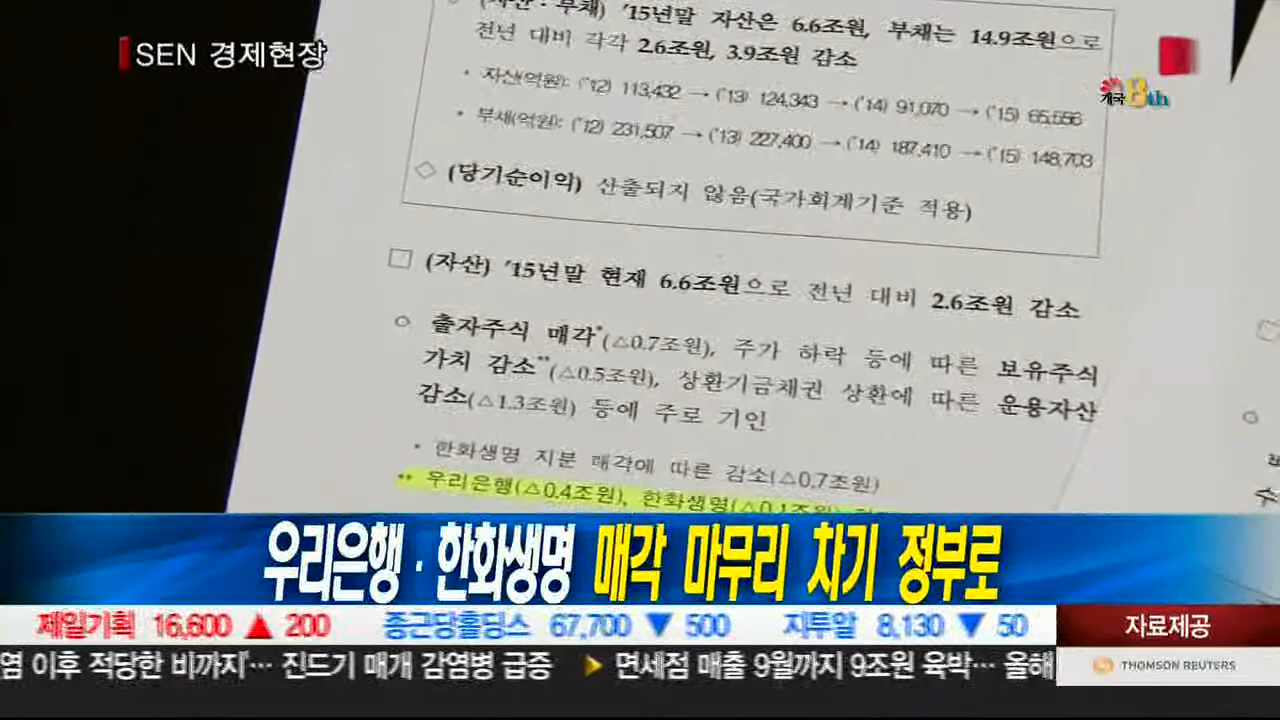 SEN 경제현장
개국 8th
(자산·부채) '15년말 자산은 6.6조원, 부채는 14.9조원으로
전년 대비 각각 2.6조원, 3.9조원 감소
• 자산(억원): ('12) 113,432 → ('13) 124,343 → ('14) 91,070 → ('15) 65,556
• 부채(억원): ('12) 231,507 → ('13) 227,400 → ('14) 187,410 → ('15) 148,703
◇ (당기순이익) 산출되지 않음(국가회계기준 적용)
□ (자산) '15년말 현재 6.6조원으로 전년 대비 2.6조원 감소
○ 출자주식 매각*(△0.7조원), 주가 하락 등에 따른 보유주식
가치 감소**(△0.5조원), 상환기금채권 상환에 따른 운용자산
감소(△1.3조원) 등에 주로 기인
* 한화생명 지분 매각에 따른 감소(△0.7조원)
** 우리은행(△0.4조원), 한화생명(△0.1조원)
우리은행·한화생명 매각 마무리 차기 정부로
제일기획 16,600 ▲ 200 종근당홀딩스 67,700 ▼ 500 지투알 8,130 ▼ 50 자료제공
염 이후 적당한 비까지'… 진드기 매개 감염병 급증 ▶ 면세점 매출 9월까지 9조원 육박… 올해 THOMSON REUTERS